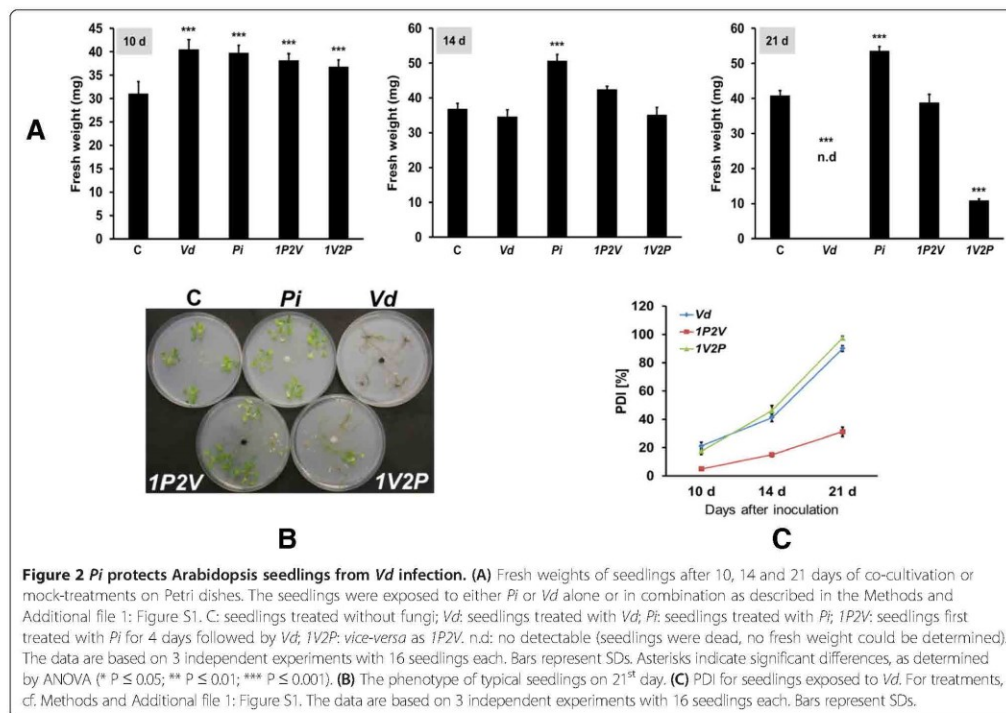 45
40
35
30
25
20
15
10
5
0
Fresh weight (mg)
10 d
***
***
***
***
C Vd Pi 1P2V 1V2P
60
50
40
30
20
10
0
Fresh weight (mg)
14 d
***
C Vd Pi 1P2V 1V2P
60
50
40
30
20
10
0
Fresh weight (mg)
21 d
***
n.d
***
***
C Vd Pi 1P2V 1V2P
A
C Pi Vd
1P2V 1V2P
B
120
100
80
60
40
20
0
PDI [%]
Vd
1P2V
1V2P
10 d 14 d 21 d
Days after inoculation
C
Figure 2 Pi protects Arabidopsis seedlings from Vd infection. (A) Fresh weights of seedlings after 10, 14 and 21 days of co-cultivation or
mock-treatments on Petri dishes. The seedlings were exposed to either Pi or Vd alone or in combination as described in the Methods and
Additional file 1: Figure S1. C: seedlings treated without fungi; Vd: seedlings treated with Vd; Pi: seedlings treated with Pi; 1P2V: seedlings first
treated with Pi for 4 days followed by Vd; 1V2P: vice-versa as 1P2V. n.d: no detectable (seedlings were dead, no fresh weight could be determined).
The data are based on 3 independent experiments with 16 seedlings each. Bars represent SDs. Asterisks indicate significant differences, as determined
by ANOVA (* P ≤ 0.05; ** P ≤ 0.01; *** P ≤ 0.001). (B) The phenotype of typical seedlings on 21st day. (C) PDI for seedlings exposed to Vd. For treatments,
cf. Methods and Additional file 1: Figure S1. The data are based on 3 independent experiments with 16 seedlings each. Bars represent SDs.